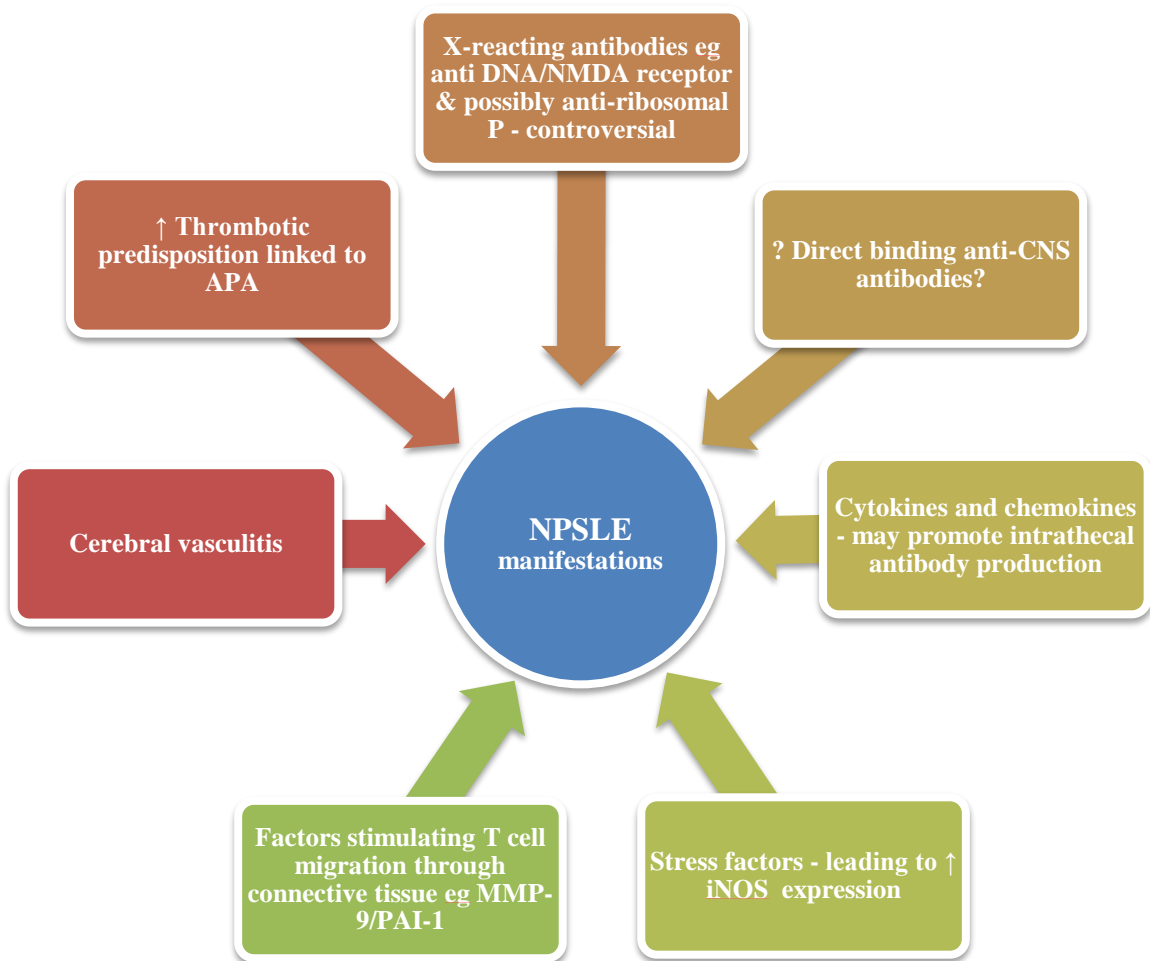 X-reacting antibodies eg
anti DNA/NMDA receptor
& possibly anti-ribosomal
P - controversial
↑ Thrombotic
predisposition linked to
APA
? Direct binding anti-CNS
antibodies?
Cerebral vasculitis
NPSLE
manifestations
Cytokines and chemokines
- may promote intrathecal
antibody production
Factors stimulating T cell
migration through
connective tissue eg MMP-
9/PAI-1
Stress factors - leading to ↑
iNOS expression